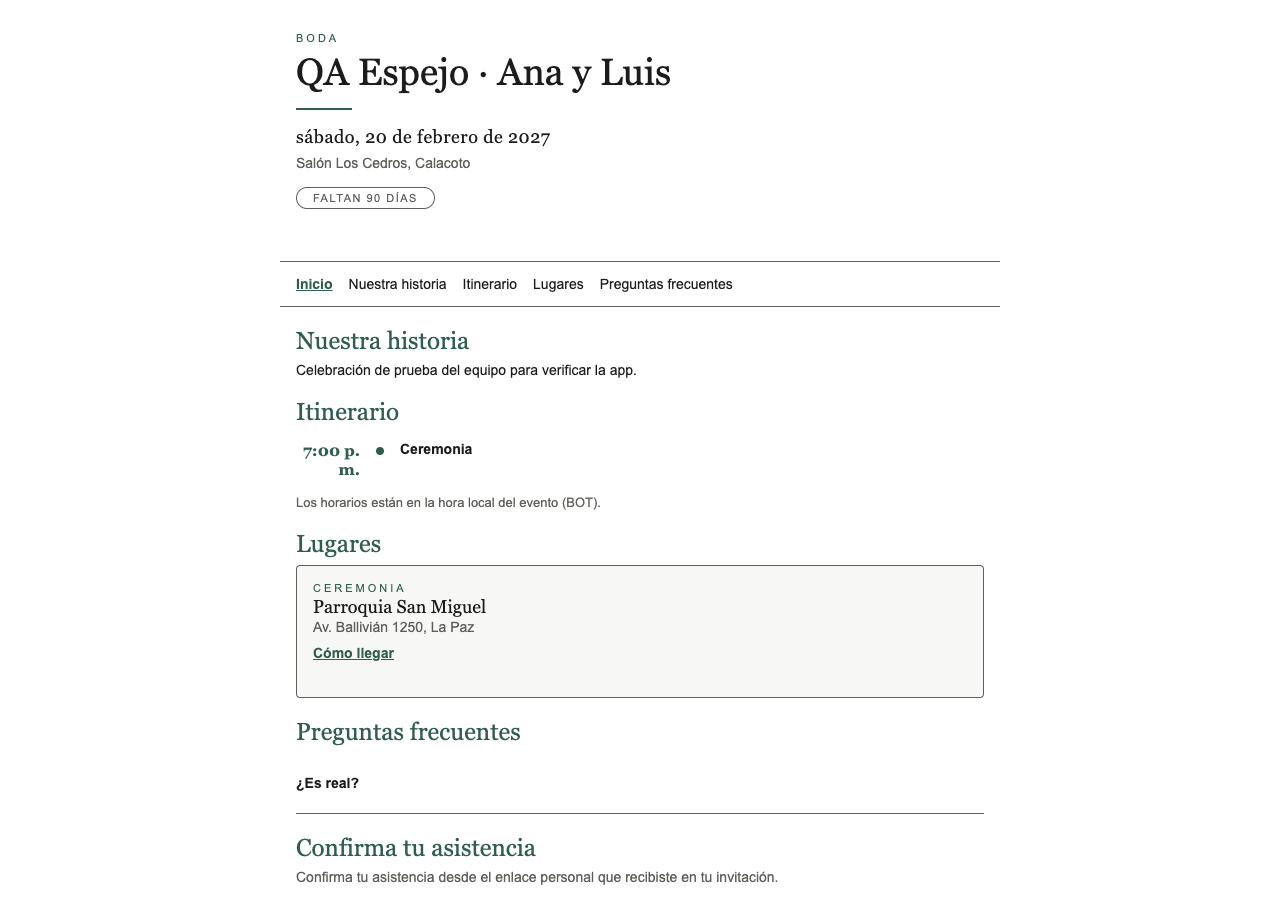 BODA
QA Espejo · Ana y Luis
sábado, 20 de febrero de 2027
Salón Los Cedros, Calacoto
FALTAN 90 DÍAS
Inicio Nuestra historia Itinerario Lugares Preguntas frecuentes
Nuestra historia
Celebración de prueba del equipo para verificar la app.
Itinerario
7:00 p. Ceremonia
m.
Los horarios están en la hora local del evento (BOT).
Lugares
CEREMONIA
Parroquia San Miguel
Av. Ballivián 1250, La Paz
Cómo llegar
Preguntas frecuentes
¿Es real?
Confirma tu asistencia
Confirma tu asistencia desde el enlace personal que recibiste en tu invitación.